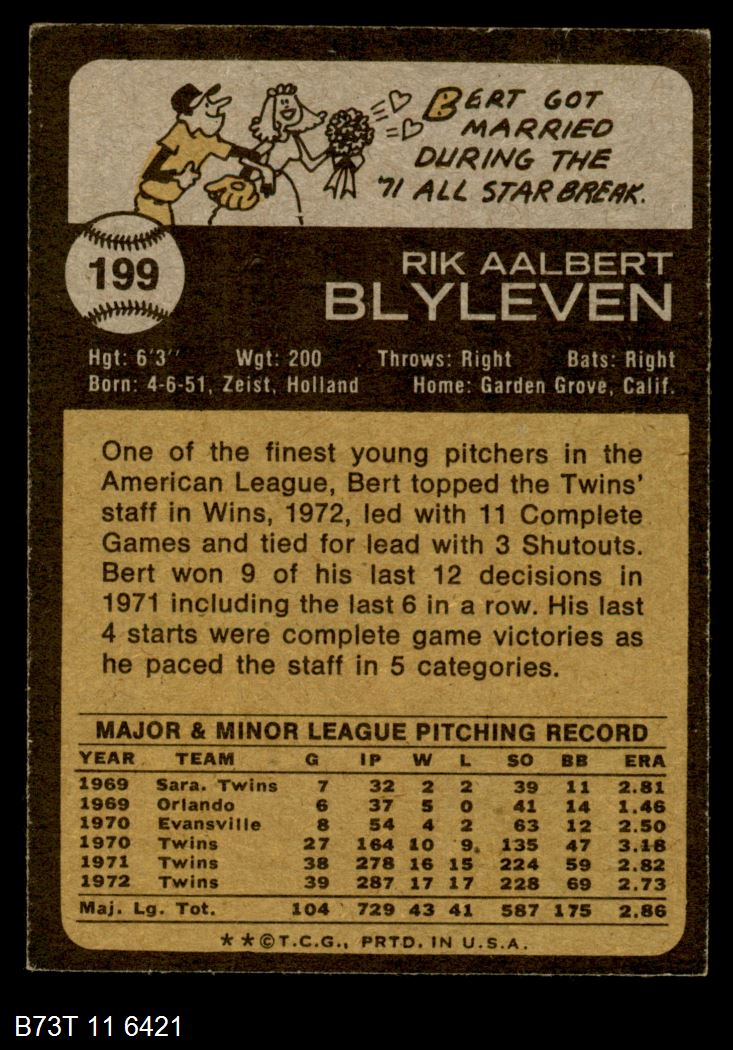 BERT GOT
MARRIED
DURING THE
'71 ALL STAR BREAK.
199
RIK AALBERT
BLYLEVEN
Hgt: 6'3" Wgt: 200 Throws: Right Bats: Right
Born: 4-6-51, Zeist, Holland Home: Garden Grove, Calif.
One of the finest young pitchers in the
American League, Bert topped the Twins'
staff in Wins, 1972, led with 11 Complete
Games and tied for lead with 3 Shutouts.
Bert won 9 of his last 12 decisions in
1971 including the last 6 in a row. His last
4 starts were complete game victories as
he paced the staff in 5 categories.
MAJOR & MINOR LEAGUE PITCHING RECORD
YEAR TEAM G IP W L SO BB ERA
1969 Sara. Twins 7 32 2 2 39 11 2.81
1969 Orlando 6 37 5 0 41 14 1.46
1970 Evansville 8 54 4 2 63 12 2.50
1970 Twins 27 164 10 9 135 47 3.18
1971 Twins 38 278 16 15 224 59 2.82
1972 Twins 39 287 17 17 228 69 2.73
Maj. Lg. Tot. 104 729 43 41 587 175 2.86
* * © T.C.G., PRTD. IN U.S.A.
B73T 11 6421